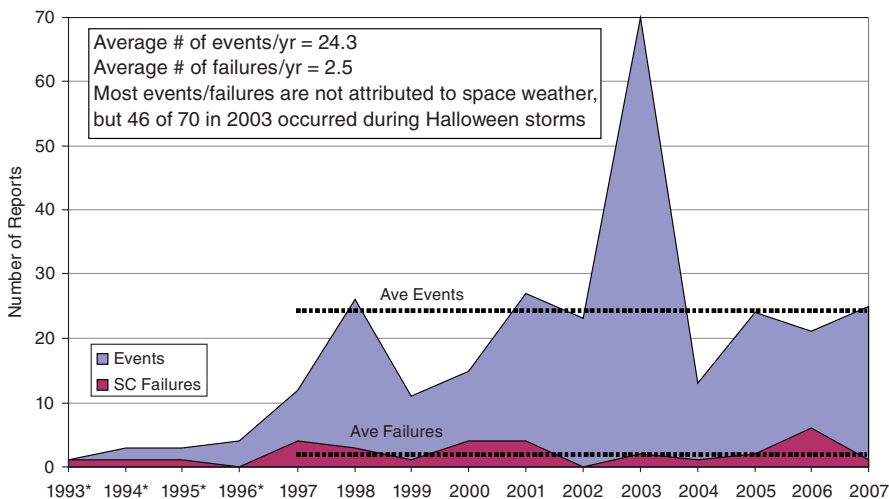 Average # of events/yr = 24.3
Average # of failures/yr = 2.5
Most events/failures are not attributed to space weather,
but 46 of 70 in 2003 occurred during Halloween storms
Number of Reports
70
60
50
40
30
20
10
0
Ave Events
Events
SC Failures
Ave Failures
1993* 1994* 1995* 1996* 1997 1998 1999 2000 2001 2002 2003 2004 2005 2006 2007